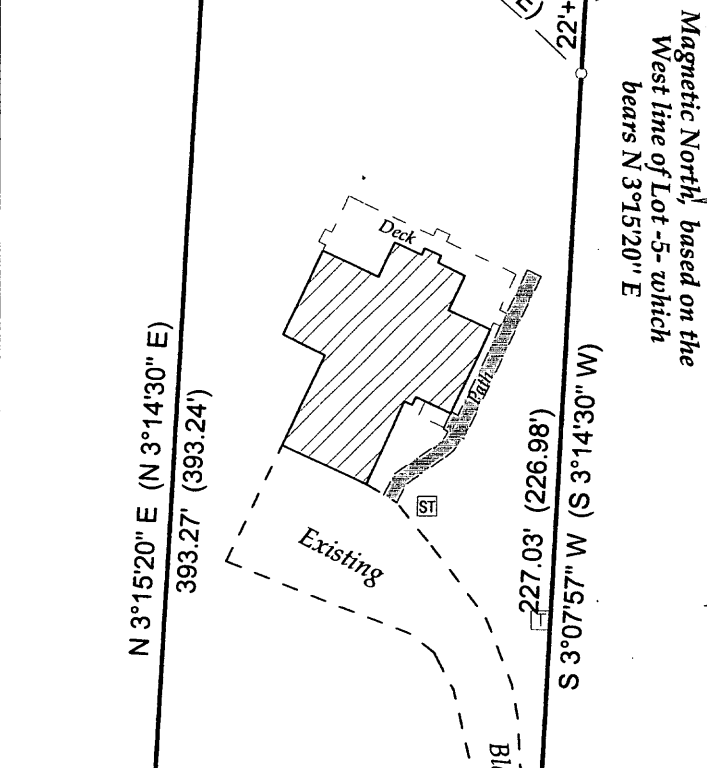 Magnetic North, based on the
West line of Lot -5- which
bears N 3°15'20" E
E)
22'+
Deck
Path
ST
Existing
N 3°15'20" E (N 3°14'30" E)
393.27' (393.24')
227.03' (226.98')
S 3°07'57" W (S 3°14'30" W)
T